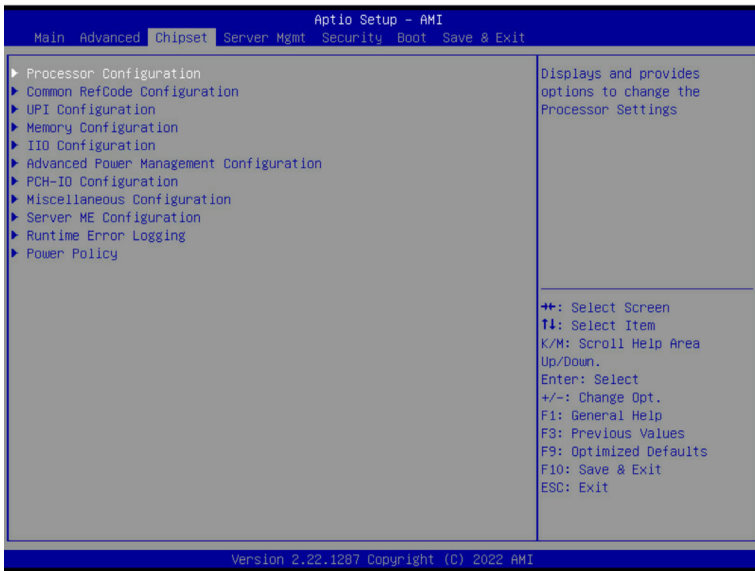 Aptio Setup – AMI
Main Advanced Chipset Server Mgmt Security Boot Save & Exit
▶ Processor Configuration
▶ Common RefCode Configuration
▶ UPI Configuration
▶ Memory Configuration
▶ IIO Configuration
▶ Advanced Power Management Configuration
▶ PCH-IO Configuration
▶ Miscellaneous Configuration
▶ Server ME Configuration
▶ Runtime Error Logging
▶ Power Policy
Displays and provides
options to change the
Processor Settings
→←: Select Screen
↑↓: Select Item
K/M: Scroll Help Area
Up/Down.
Enter: Select
+/-: Change Opt.
F1: General Help
F3: Previous Values
F9: Optimized Defaults
F10: Save & Exit
ESC: Exit
Version 2.22.1287 Copyright (C) 2022 AMI